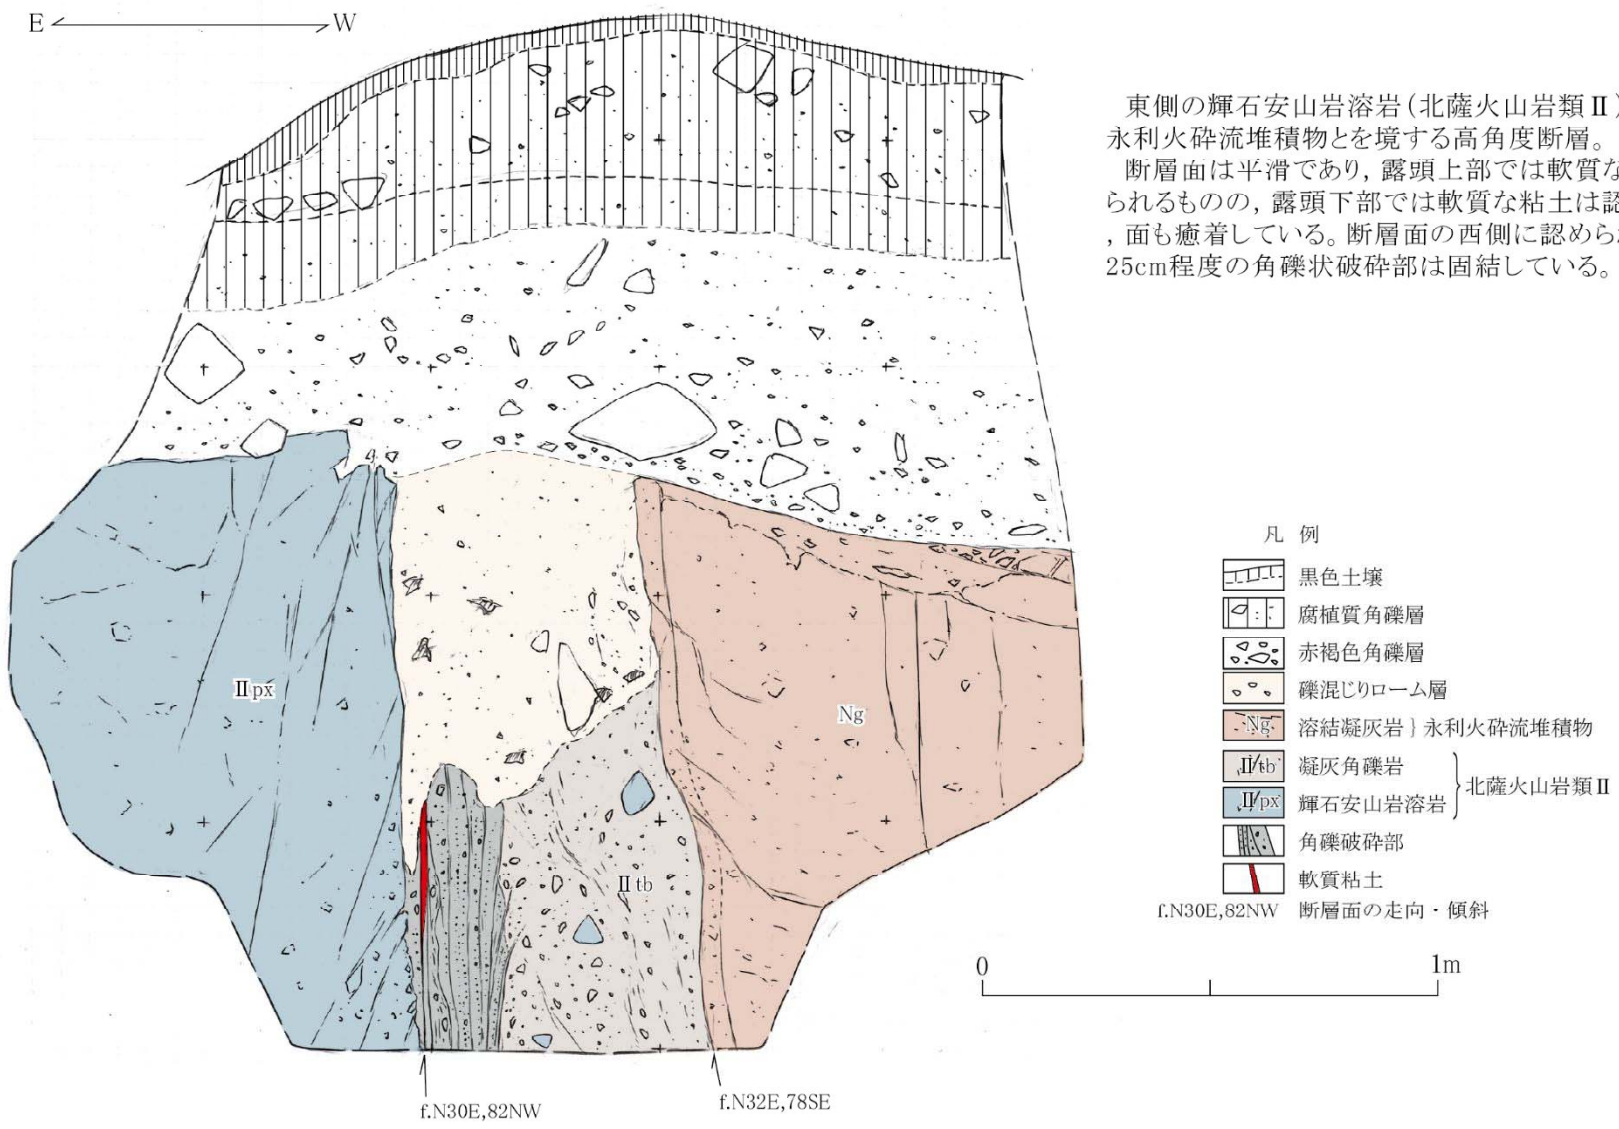 E W
東側の輝石安山岩溶岩(北薩火山岩類Ⅱ)
永利火砕流堆積物とを境する高角度断層。
断層面は平滑であり, 露頭上部では軟質な
られるものの, 露頭下部では軟質な粘土は認
, 面も癒着している。断層面の西側に認めら
25cm程度の角礫状破砕部は固結している。
凡 例
黒色土壌
腐植質角礫層
赤褐色角礫層
礫混じりローム層
Ng 溶結凝灰岩 } 永利火砕流堆積物
Ⅱtb 凝灰角礫岩
北薩火山岩類Ⅱ
Ⅱpx 輝石安山岩溶岩
角礫破砕部
軟質粘土
f.N30E,82NW 断層面の走向・傾斜
0 1m
Ⅱpx
Ng
Ⅱtb
f.N30E,82NW
f.N32E,78SE